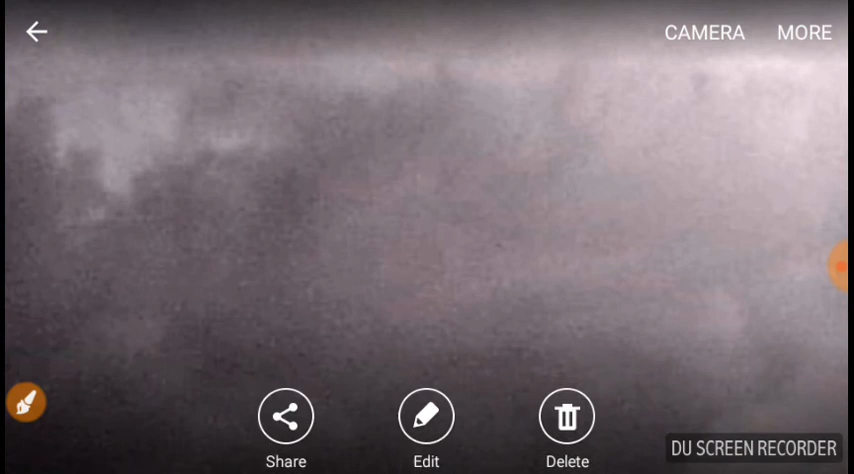 CAMERA MORE
Share Edit Delete
DU SCREEN RECORDER